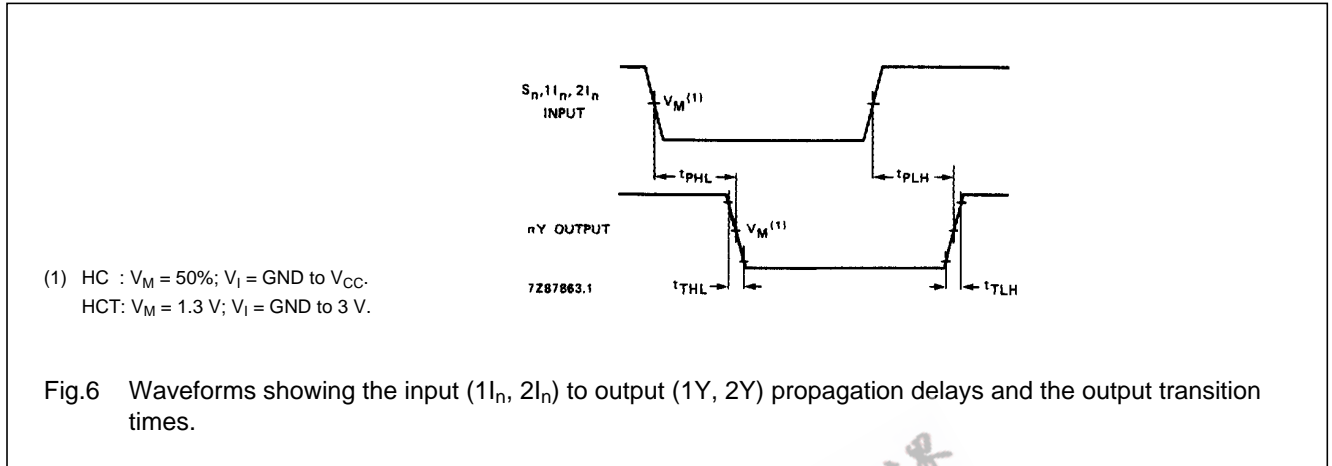 Sn, 1In, 2In
INPUT
VM(1)
tPHL
tPLH
nY OUTPUT
VM(1)
7Z87863.1
tTHL
tTLH
(1) HC : VM = 50%; VI = GND to VCC.
HCT: VM = 1.3 V; VI = GND to 3 V.
Fig.6 Waveforms showing the input (1In, 2In) to output (1Y, 2Y) propagation delays and the output transition
times.